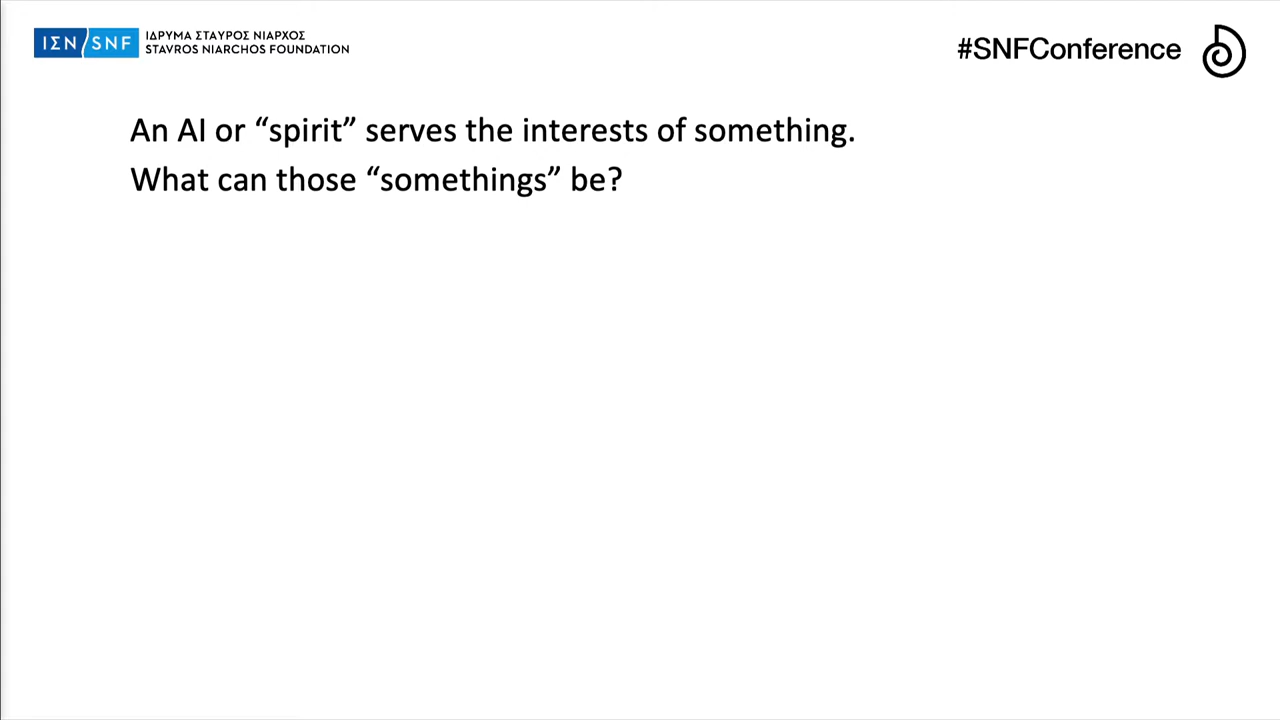 ΙΣΝ/SNF
ΙΔΡΥΜΑ ΣΤΑΥΡΟΣ ΝΙΑΡΧΟΣ
STAVROS NIARCHOS FOUNDATION
#SNFConference
An AI or “spirit” serves the interests of something.
What can those “somethings” be?